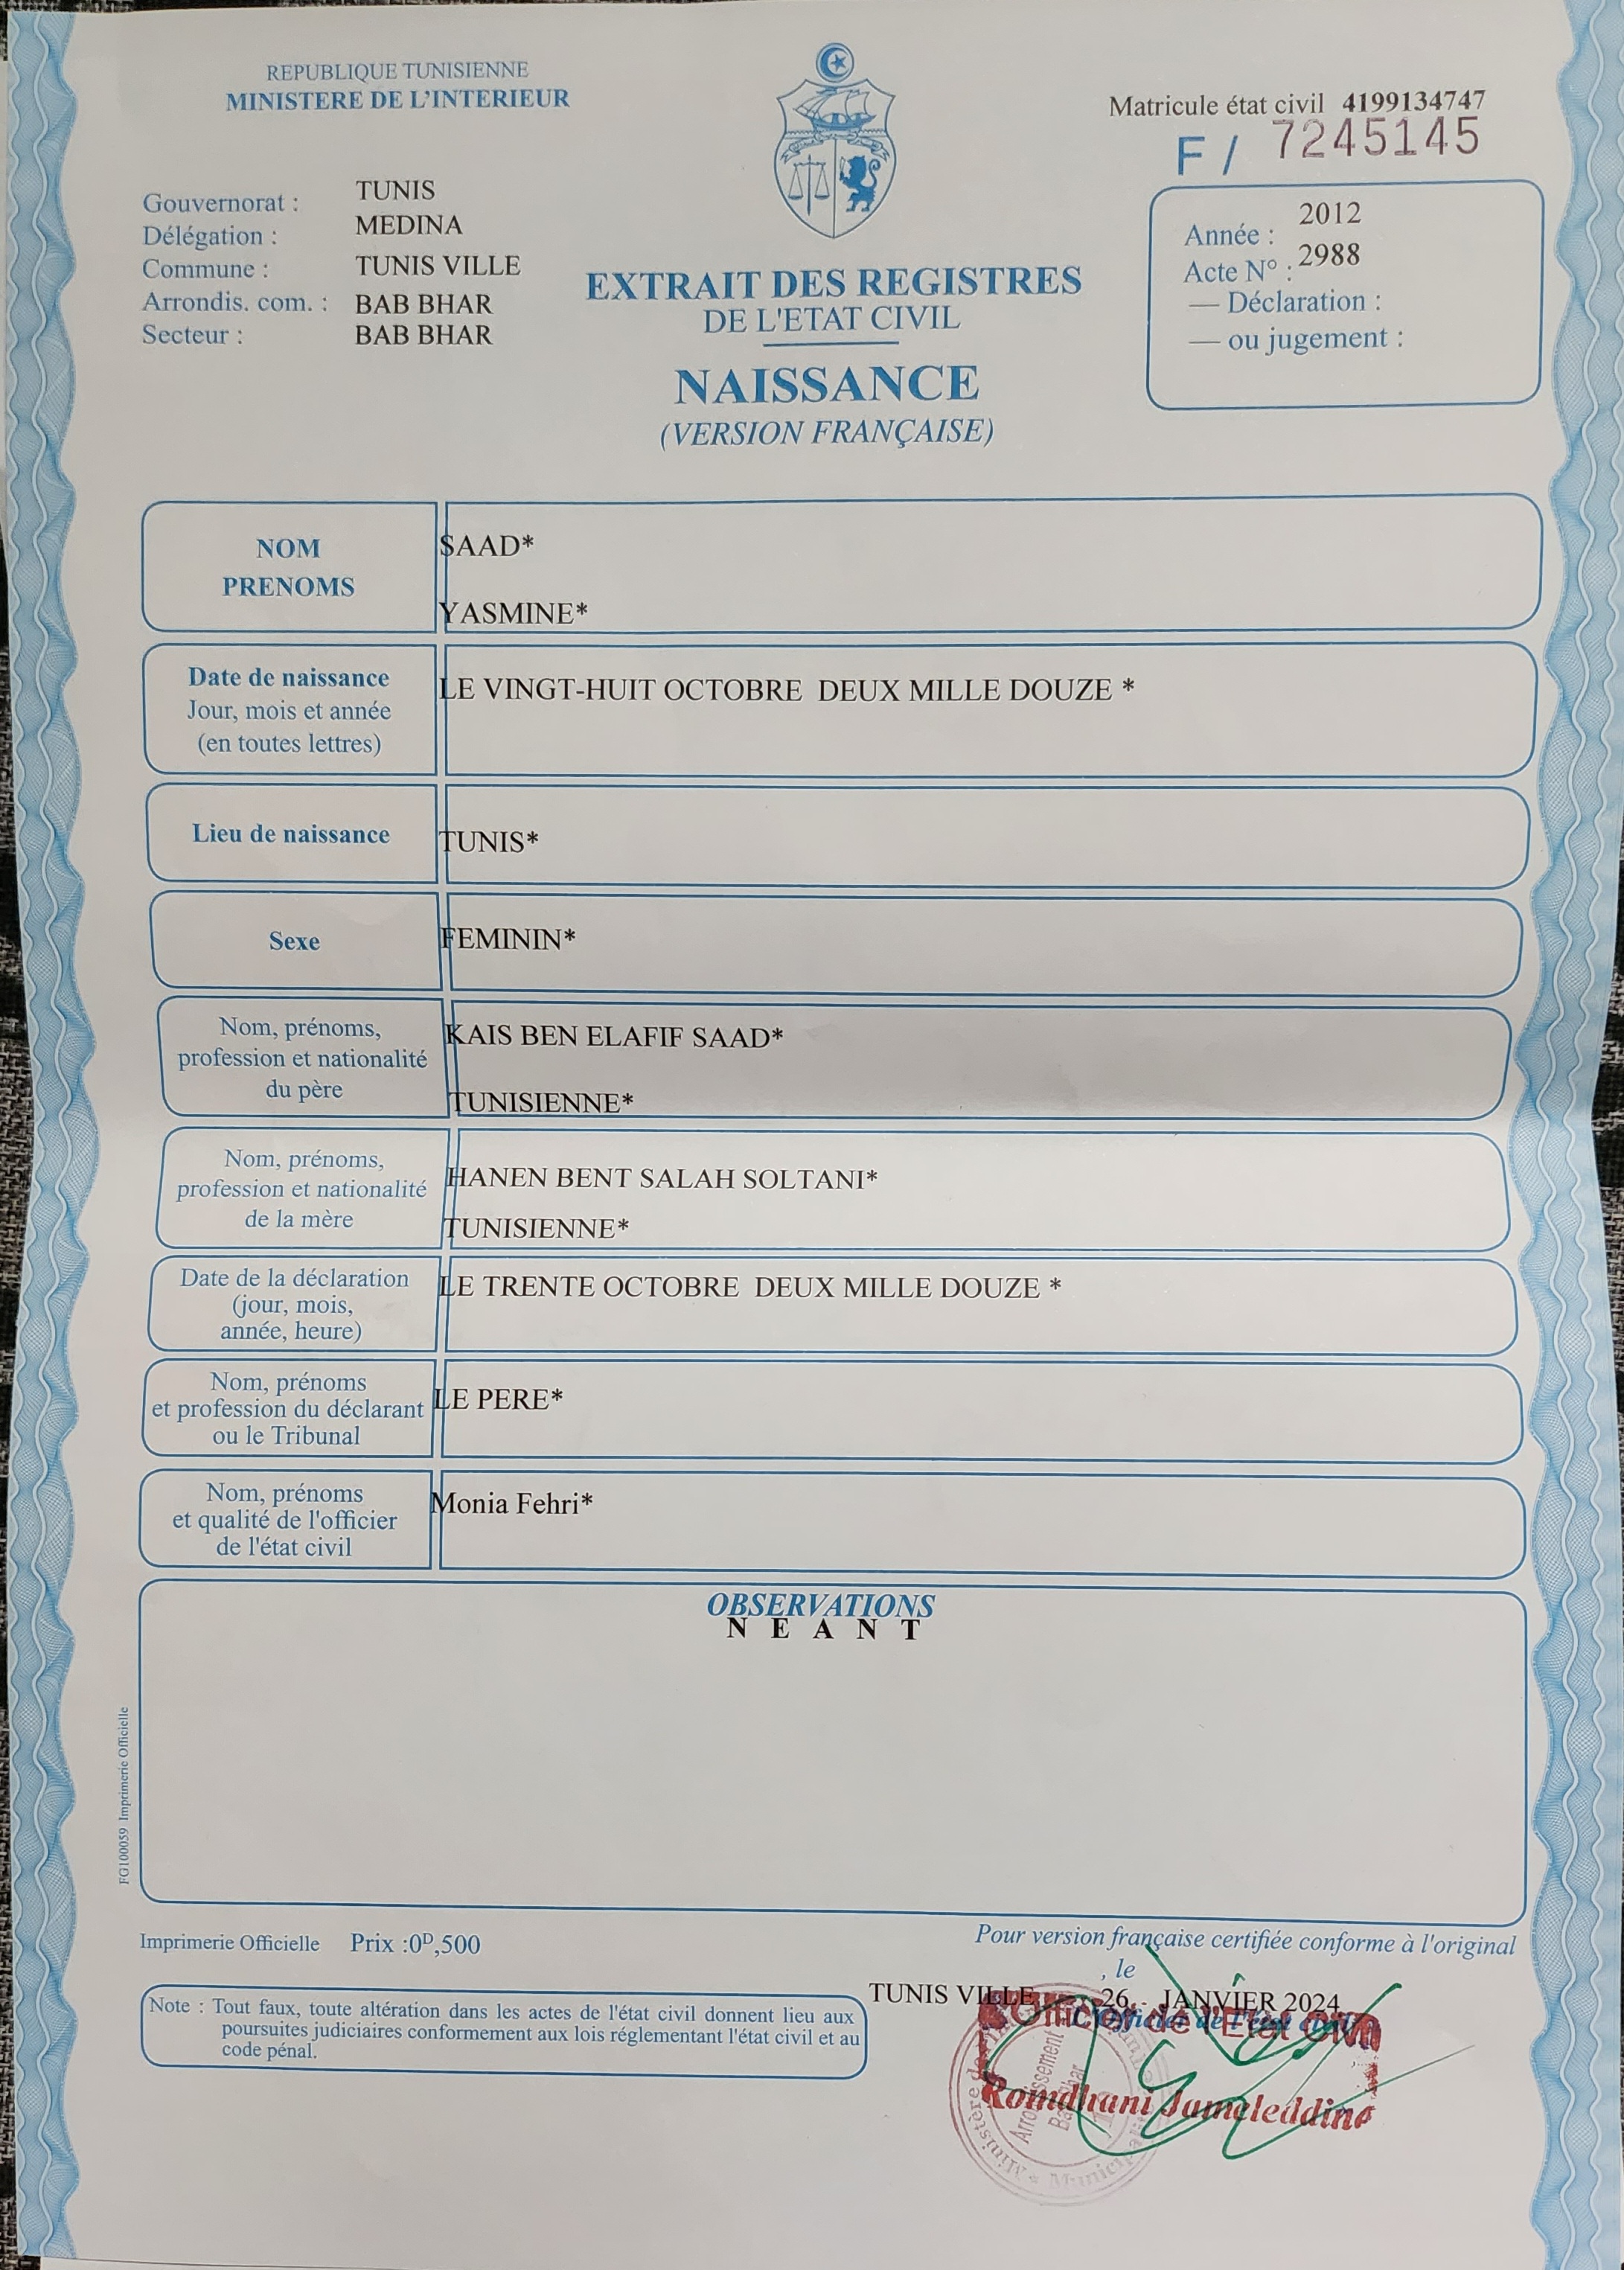 REPUBLIQUE TUNISIENNE
MINISTERE DE L'INTERIEUR
Matricule état civil 4199134747
F / 7245145
Gouvernorat : TUNIS
Délégation : MEDINA
Commune : TUNIS VILLE
Arrondis. com. : BAB BHAR
Secteur : BAB BHAR
EXTRAIT DES REGISTRES
DE L'ETAT CIVIL
NAISSANCE
(VERSION FRANÇAISE)
Année : 2012
Acte N° : 2988
— Déclaration :
— ou jugement :
NOM
PRENOMS
SAAD*
YASMINE*
Date de naissance
Jour, mois et année
(en toutes lettres)
LE VINGT-HUIT OCTOBRE DEUX MILLE DOUZE *
Lieu de naissance
TUNIS*
Sexe
FEMININ*
Nom, prénoms,
profession et nationalité
du père
KAIS BEN ELAFIF SAAD*
TUNISIENNE*
Nom, prénoms,
profession et nationalité
de la mère
HANEN BENT SALAH SOLTANI*
TUNISIENNE*
Date de la déclaration
(jour, mois,
année, heure)
LE TRENTE OCTOBRE DEUX MILLE DOUZE *
Nom, prénoms
et profession du déclarant
ou le Tribunal
LE PERE*
Nom, prénoms
et qualité de l'officier
de l'état civil
Monia Fehri*
OBSERVATIONS
N E A N T
FG100059 Imprimerie Officielle
Imprimerie Officielle Prix :0ᴰ,500
Pour version française certifiée conforme à l'original
, le
TUNIS VILLE 26 - JANVIER 2024
Note : Tout faux, toute altération dans les actes de l'état civil donnent lieu aux
poursuites judiciaires conformement aux lois réglementant l'état civil et au
code pénal.
L'Officier de l'Etat Civil
Romdhani Jameleddine